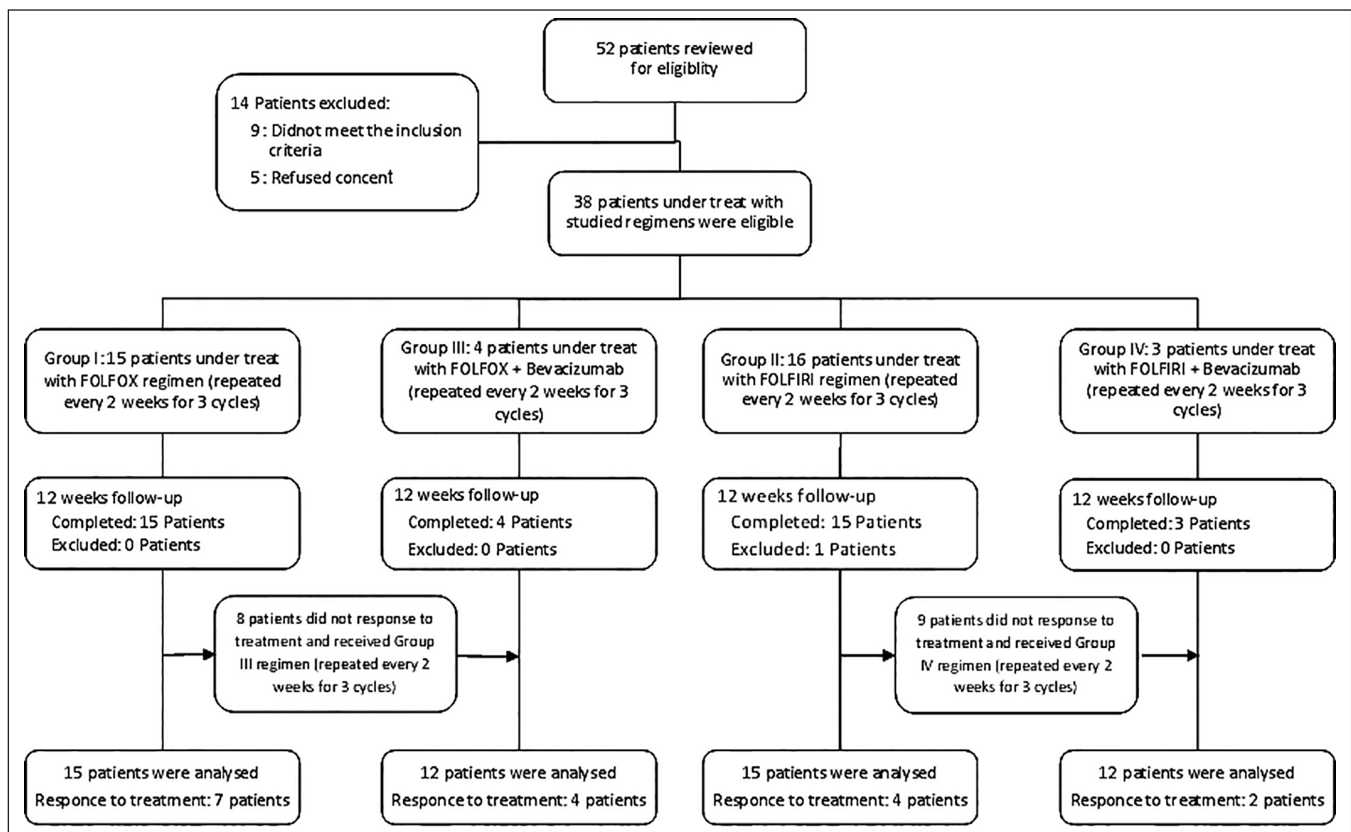 52 patients reviewed
for eligiblity
14 Patients excluded:
9: Didnot meet the inclusion
criteria
5: Refused concent
38 patients under treat with
studied regimens were eligible
Group I: 15 patients under treat
with FOLFOX regimen (repeated
every 2 weeks for 3 cycles)
Group III: 4 patients under treat
with FOLFOX + Bevacizumab
(repeated every 2 weeks for 3
cycles)
Group II: 16 patients under treat
with FOLFIRI regimen (repeated
every 2 weeks for 3 cycles)
Group IV: 3 patients under treat
with FOLFIRI + Bevacizumab
(repeated every 2 weeks for 3
cycles)
12 weeks follow-up
Completed: 15 Patients
Excluded: 0 Patients
12 weeks follow-up
Completed: 4 Patients
Excluded: 0 Patients
12 weeks follow-up
Completed: 15 Patients
Excluded: 1 Patients
12 weeks follow-up
Completed: 3 Patients
Excluded: 0 Patients
8 patients did not response to
treatment and received Group
III regimen (repeated every 2
weeks for 3 cycles)
9 patients did not response to
treatment and received Group
IV regimen (repeated every 2
weeks for 3 cycles)
15 patients were analysed
Responce to treatment: 7 patients
12 patients were analysed
Responce to treatment: 4 patients
15 patients were analysed
Responce to treatment: 4 patients
12 patients were analysed
Responce to treatment: 2 patients